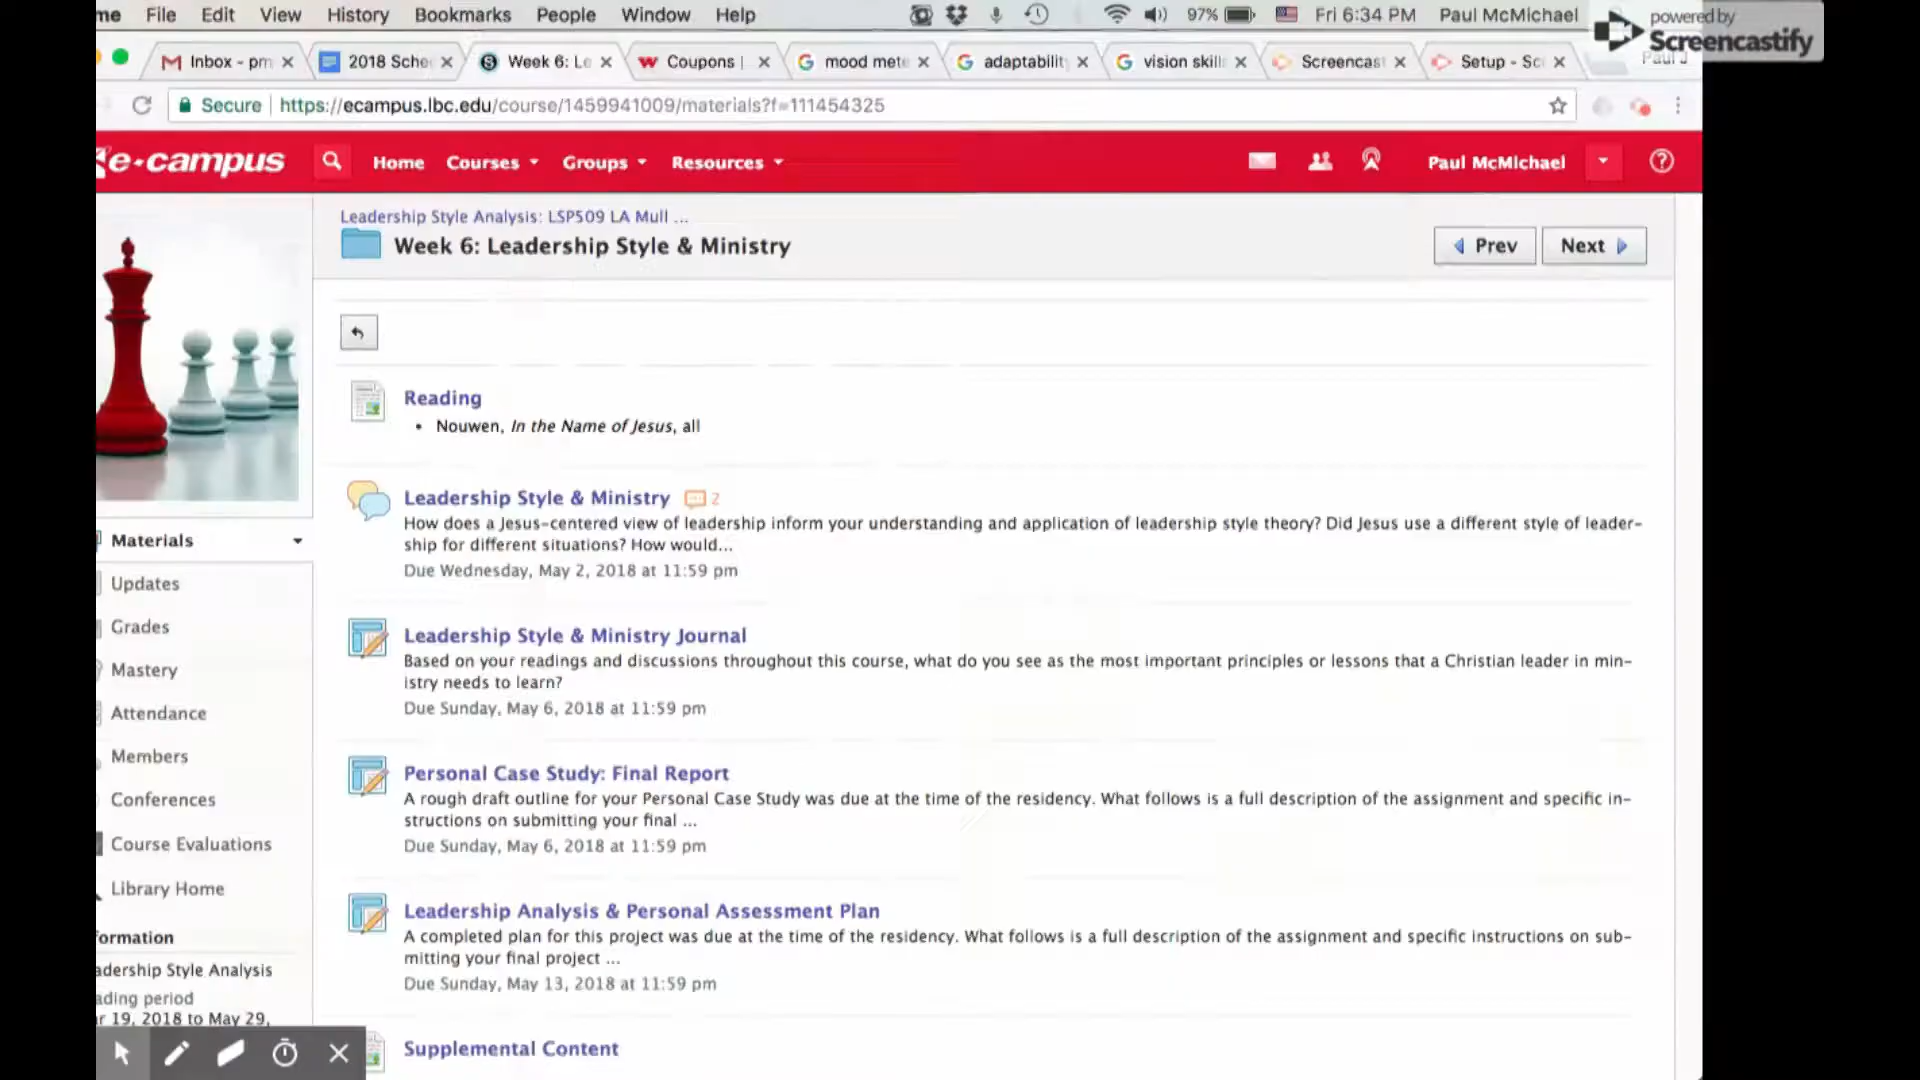 me File Edit View History Bookmarks People Window Help 97% Fri 6:34 PM Paul McMichael
powered by
Screencastify
Inbox - pm 2018 Sche Week 6: Le Coupons | mood mete adaptability vision skill Screencast Setup - Sc Paul J
Secure https://ecampus.lbc.edu/course/1459941009/materials?f=111454325
e-campus Home Courses Groups Resources Paul McMIchael
Leadership Style Analysis: LSP509 LA Mull ...
Week 6: Leadership Style & Ministry
Prev Next
Reading
• Nouwen, In the Name of Jesus, all
Leadership Style & Ministry 2
How does a Jesus-centered view of leadership inform your understanding and application of leadership style theory? Did Jesus use a different style of leader-
ship for different situations? How would...
Due Wednesday, May 2, 2018 at 11:59 pm
Leadership Style & Ministry Journal
Based on your readings and discussions throughout this course, what do you see as the most important principles or lessons that a Christian leader in min-
istry needs to learn?
Due Sunday, May 6, 2018 at 11:59 pm
Personal Case Study: Final Report
A rough draft outline for your Personal Case Study was due at the time of the residency. What follows is a full description of the assignment and specific in-
structions on submitting your final ...
Due Sunday, May 6, 2018 at 11:59 pm
Leadership Analysis & Personal Assessment Plan
A completed plan for this project was due at the time of the residency. What follows is a full description of the assignment and specific instructions on sub-
mitting your final project ...
Due Sunday, May 13, 2018 at 11:59 pm
Supplemental Content
Materials
Updates
Grades
Mastery
Attendance
Members
Conferences
Course Evaluations
Library Home
formation
adership Style Analysis
ading period
r 19, 2018 to May 29,